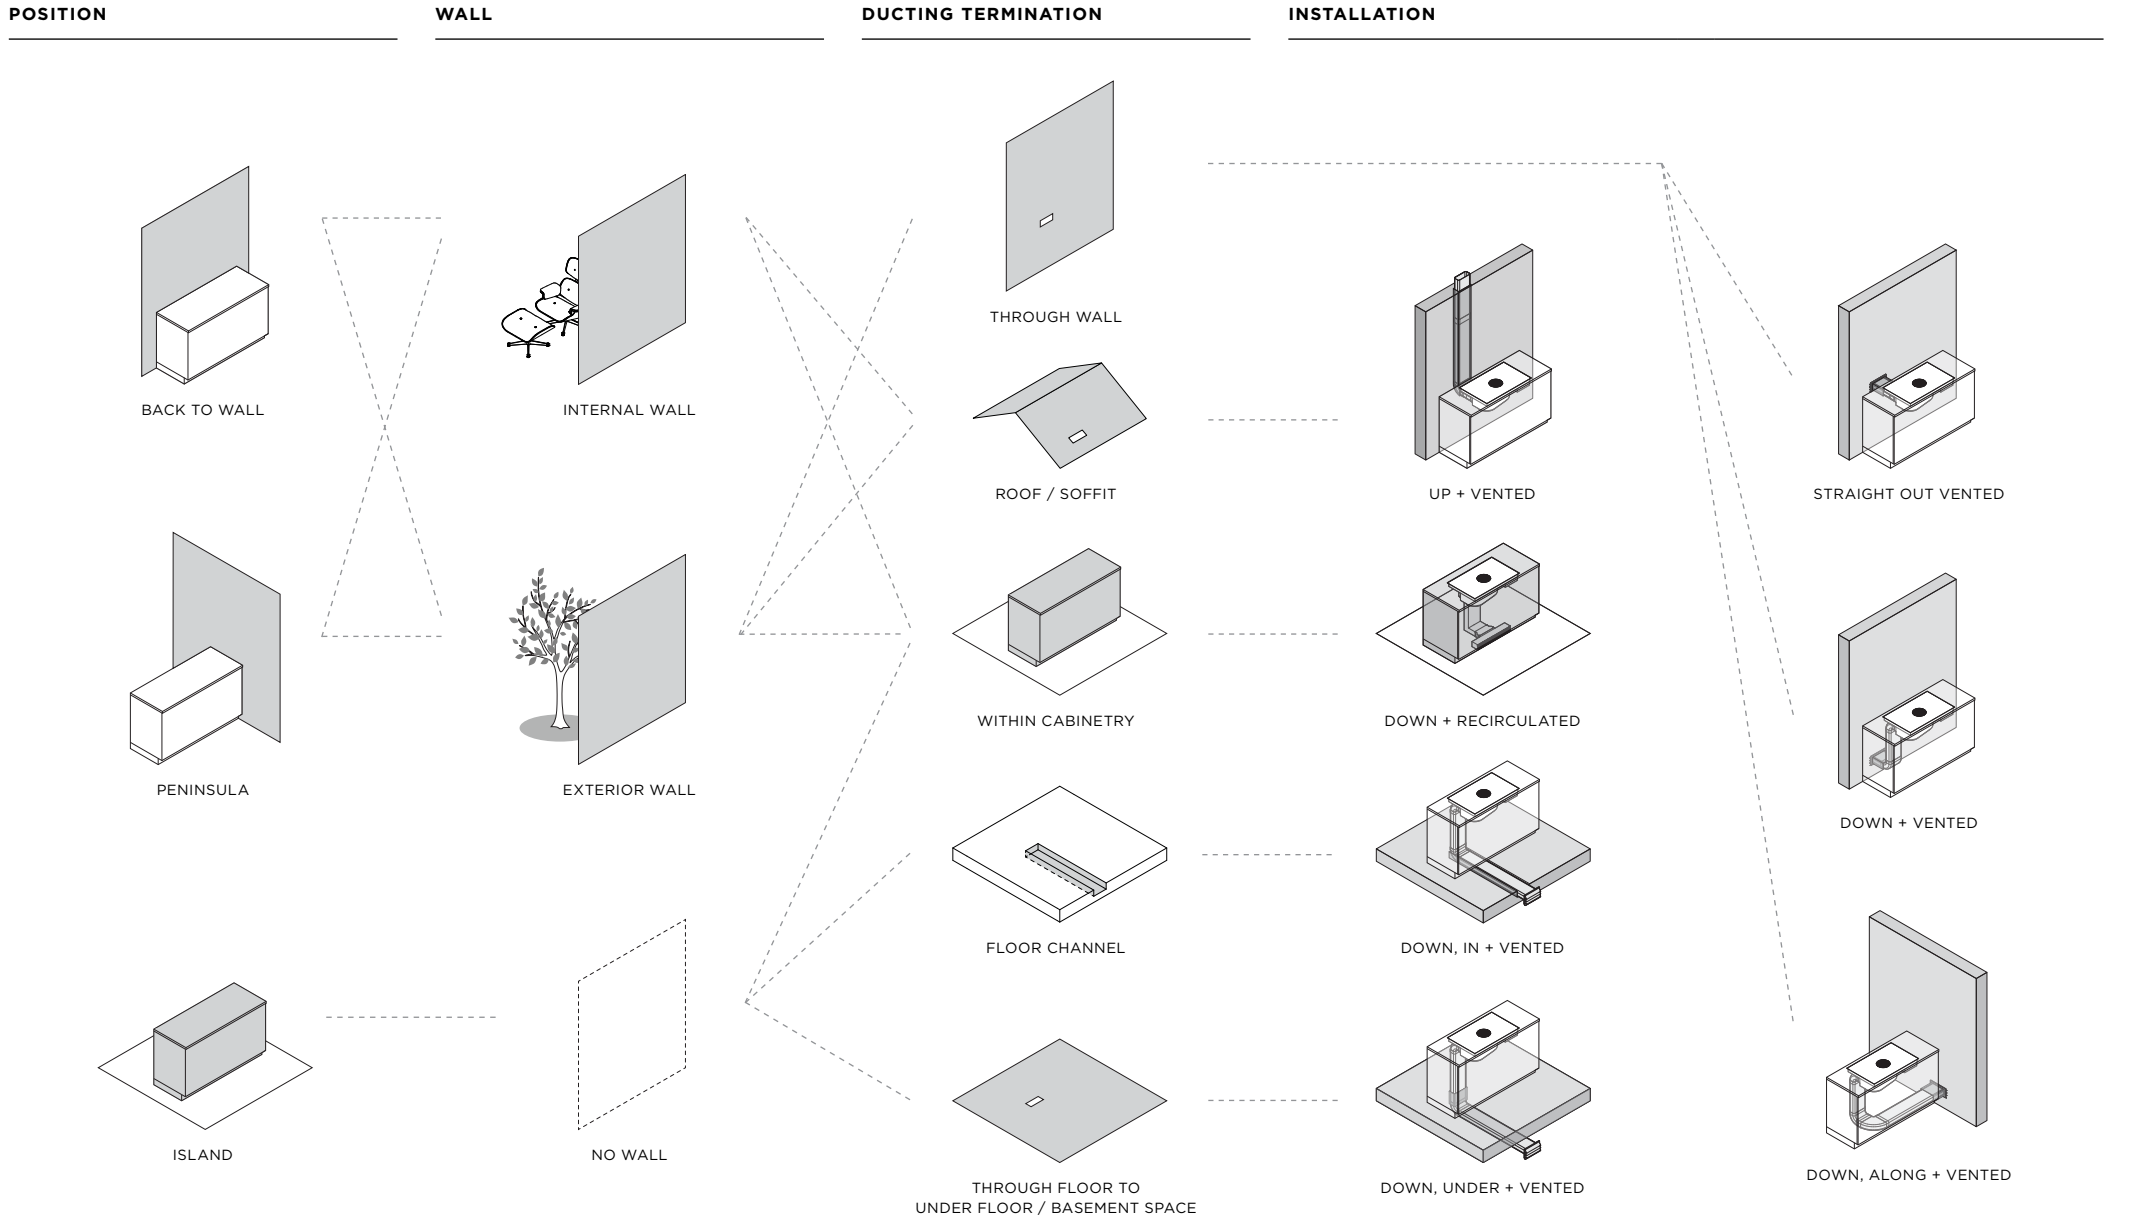 POSITION
WALL
DUCTING TERMINATION
INSTALLATION
BACK TO WALL
PENINSULA
ISLAND
INTERNAL WALL
EXTERIOR WALL
NO WALL
THROUGH WALL
ROOF / SOFFIT
WITHIN CABINETRY
FLOOR CHANNEL
THROUGH FLOOR TO
UNDER FLOOR / BASEMENT SPACE
UP + VENTED
DOWN + RECIRCULATED
DOWN, IN + VENTED
DOWN, UNDER + VENTED
STRAIGHT OUT VENTED
DOWN + VENTED
DOWN, ALONG + VENTED